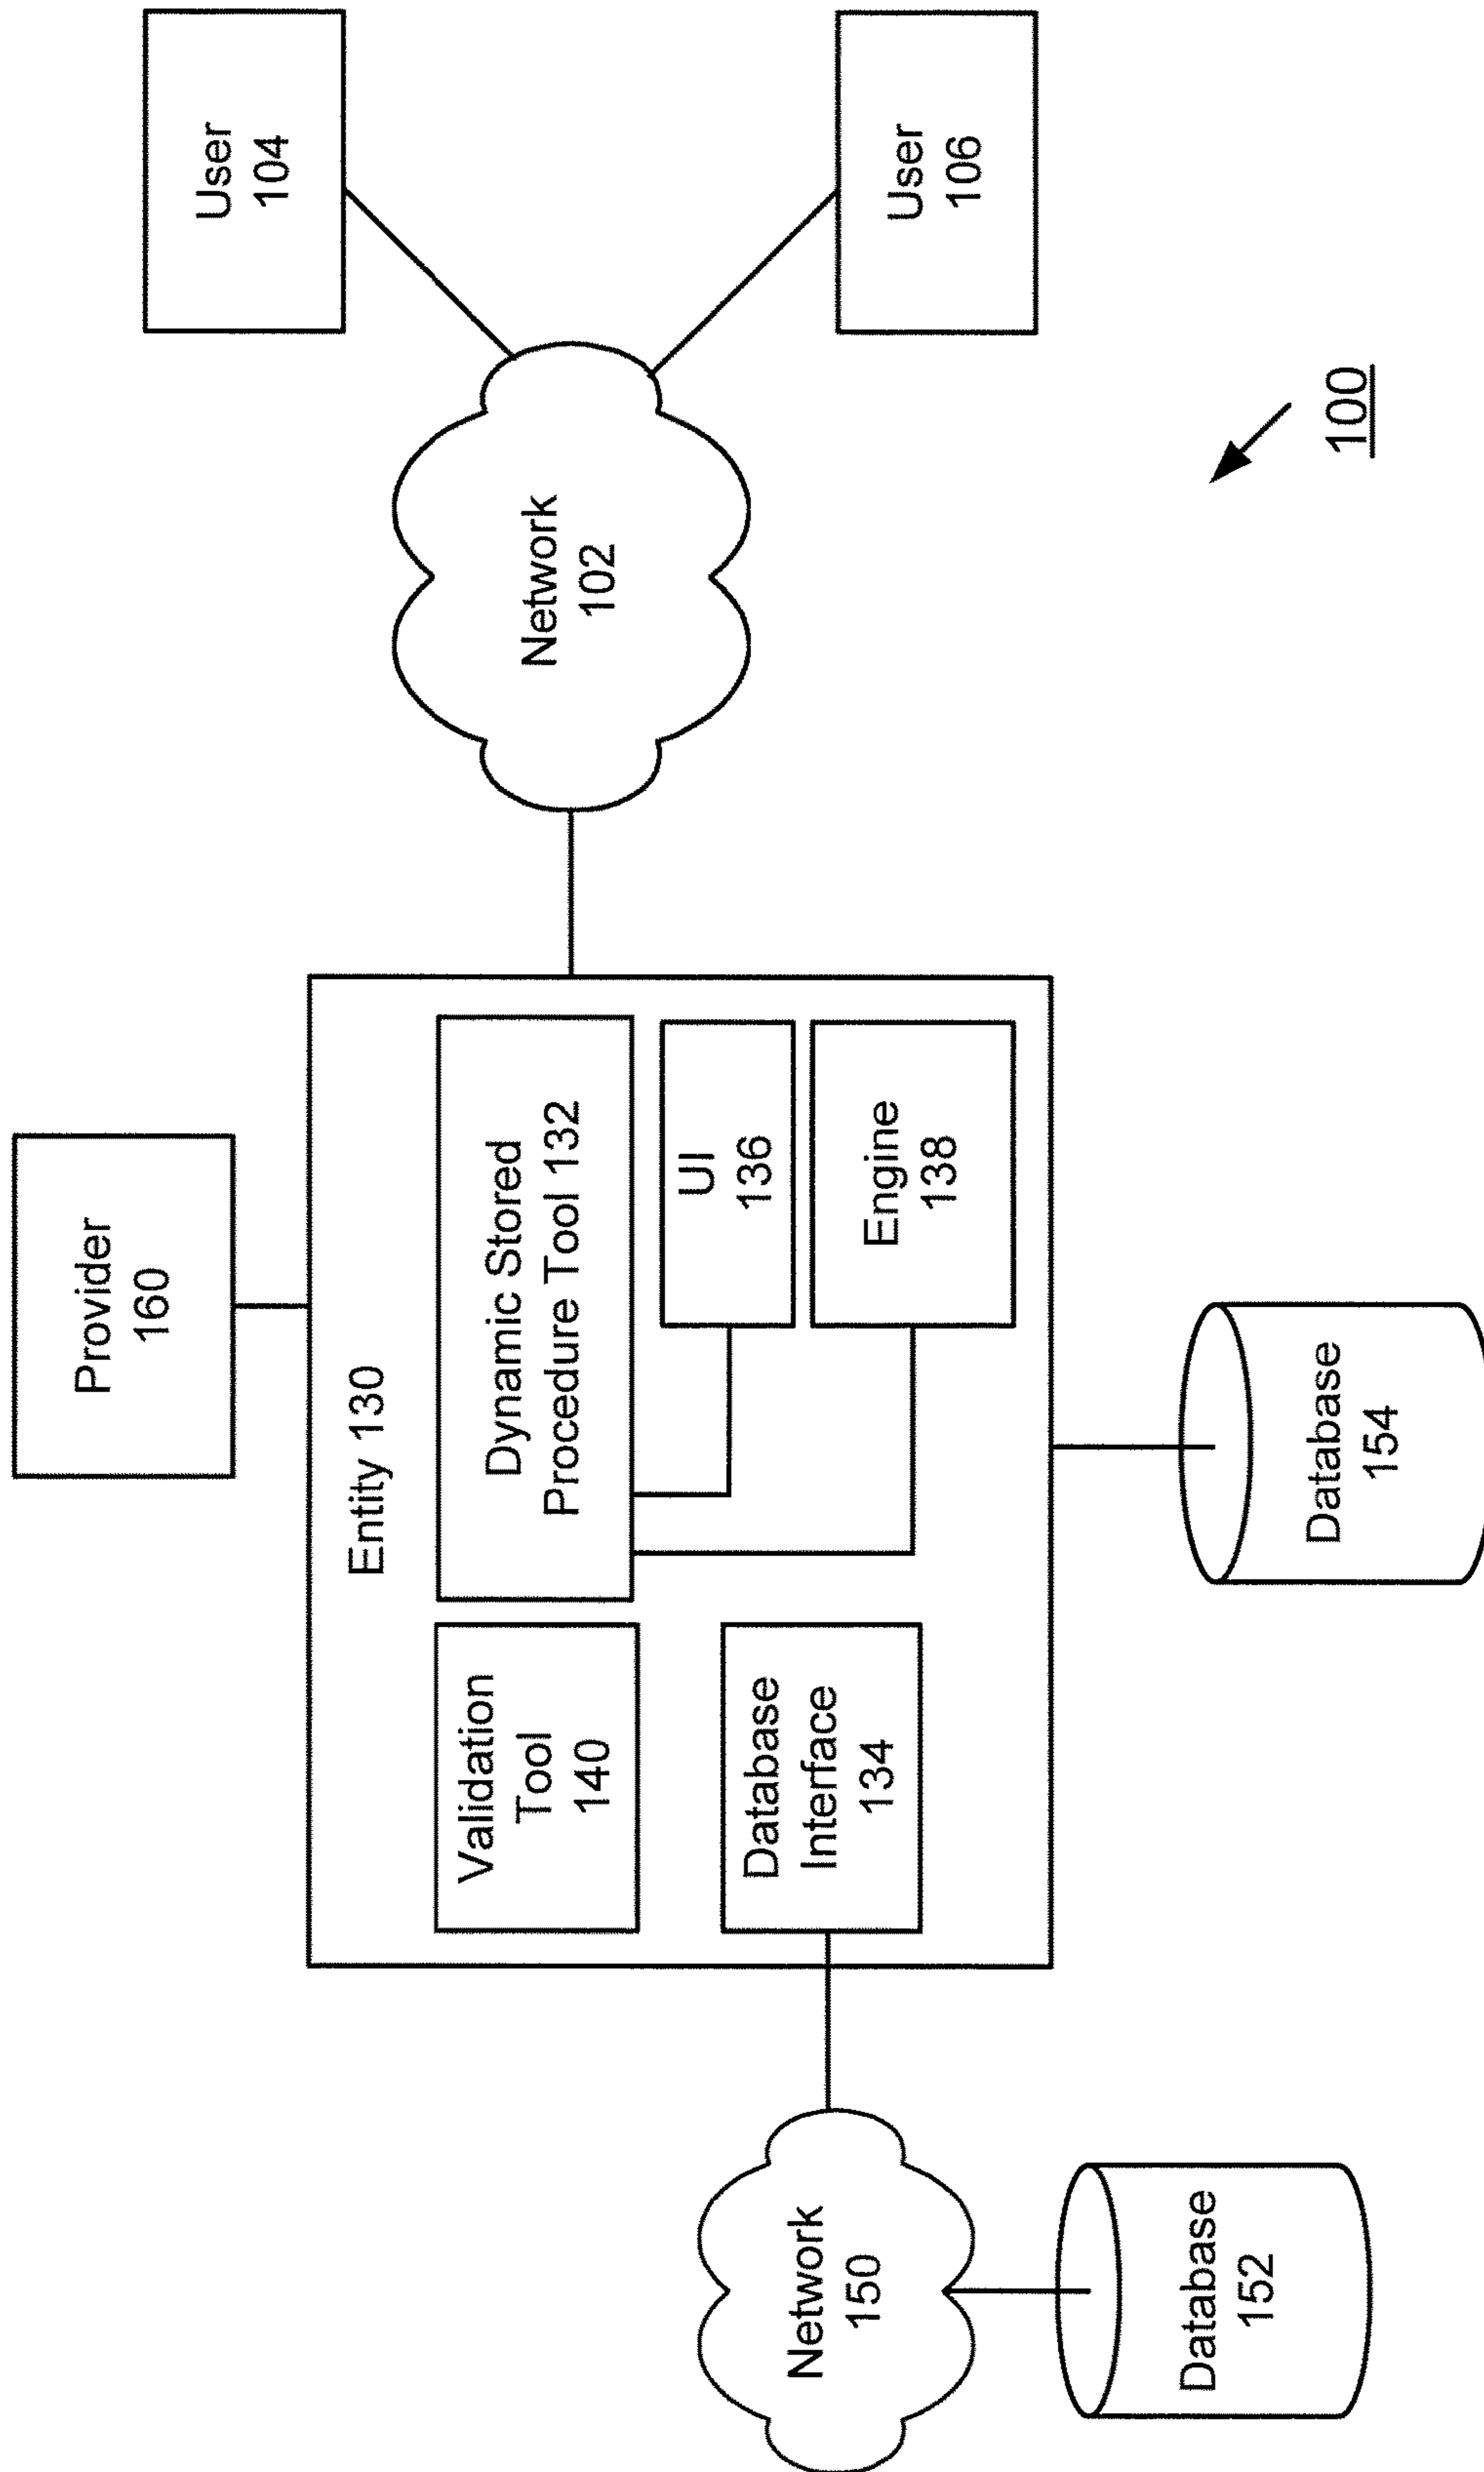 User
104
User
106
Network
102
100
Provider
160
Entity 130
Dynamic Stored
Procedure Tool 132
UI
136
Engine
138
Validation
Tool
140
Database
Interface
134
Database
154
Network
150
Database
152